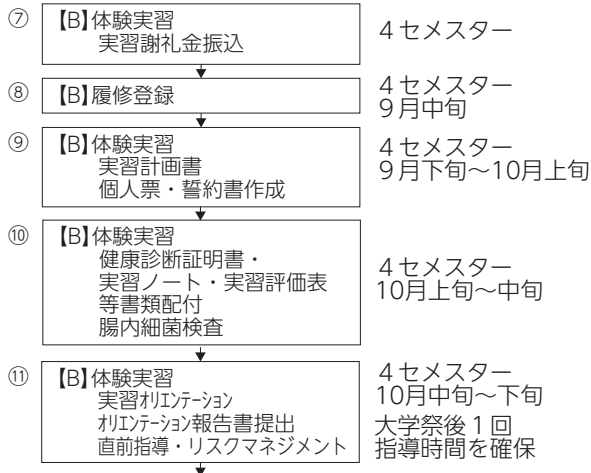 ⑦ 【B】体験実習 4セメスター
実習謝礼金振込
⑧ 【B】履修登録 4セメスター
9月中旬
⑨ 【B】体験実習 4セメスター
実習計画書 9月下旬～10月上旬
個人票・誓約書作成
⑩ 【B】体験実習
健康診断証明書・
実習ノート・実習評価表 4セメスター
等書類配付 10月上旬～中旬
腸内細菌検査
⑪ 【B】体験実習 4セメスター
実習ｵﾘｴﾝﾃｰｼｮﾝ 10月中旬～下旬
ｵﾘｴﾝﾃｰｼｮﾝ報告書提出 大学祭後1回
直前指導・リスクマネジメント 指導時間を確保